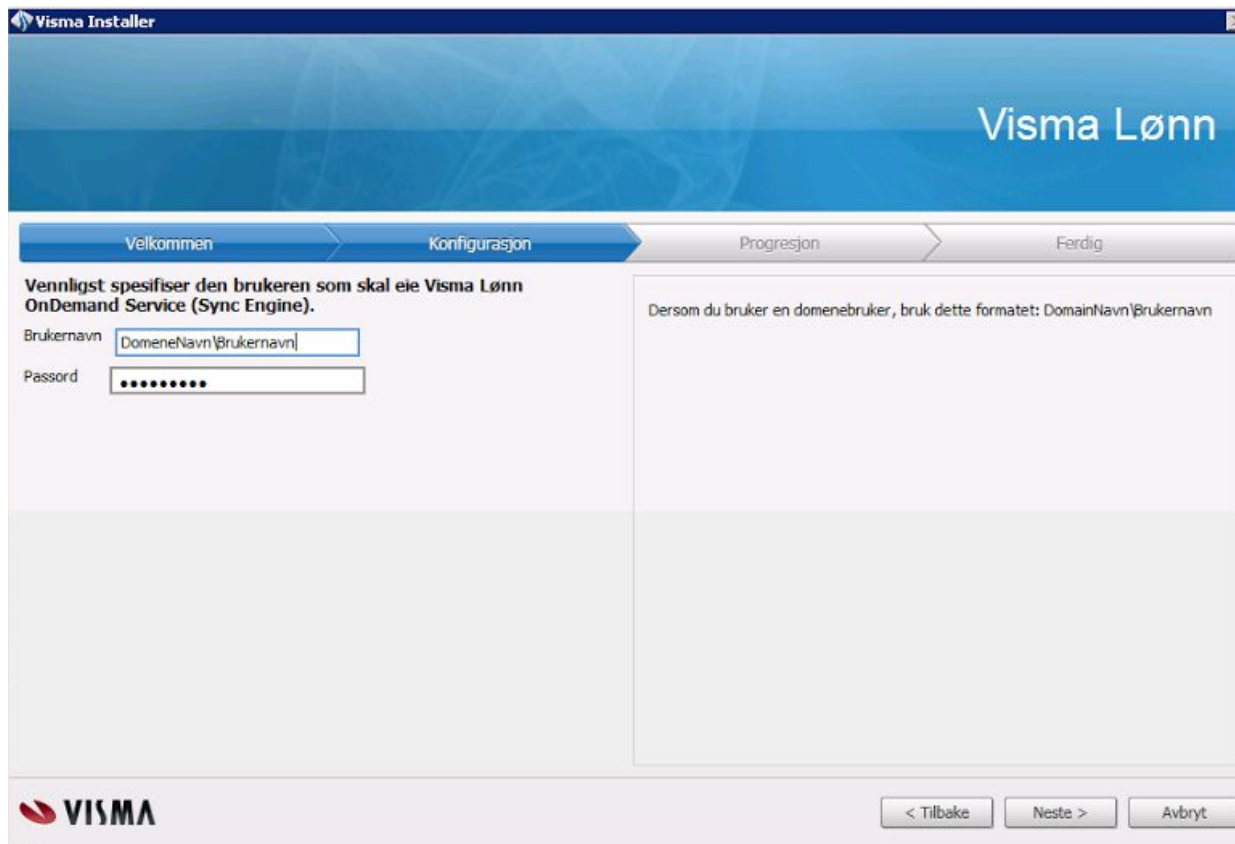 Visma Installer
Visma Lønn
Velkommen
Konfigurasjon
Progresjon
Ferdig
Vennligst spesifiser den brukeren som skal eie Visma Lønn
OnDemand Service (Sync Engine).
Brukernavn
DomeneNavn\Brukernavn
Passord
•••••••••
Dersom du bruker en domenebruker, bruk dette formatet: DomainNavn\Brukernavn
VISMA
< Tilbake
Neste >
Avbryt